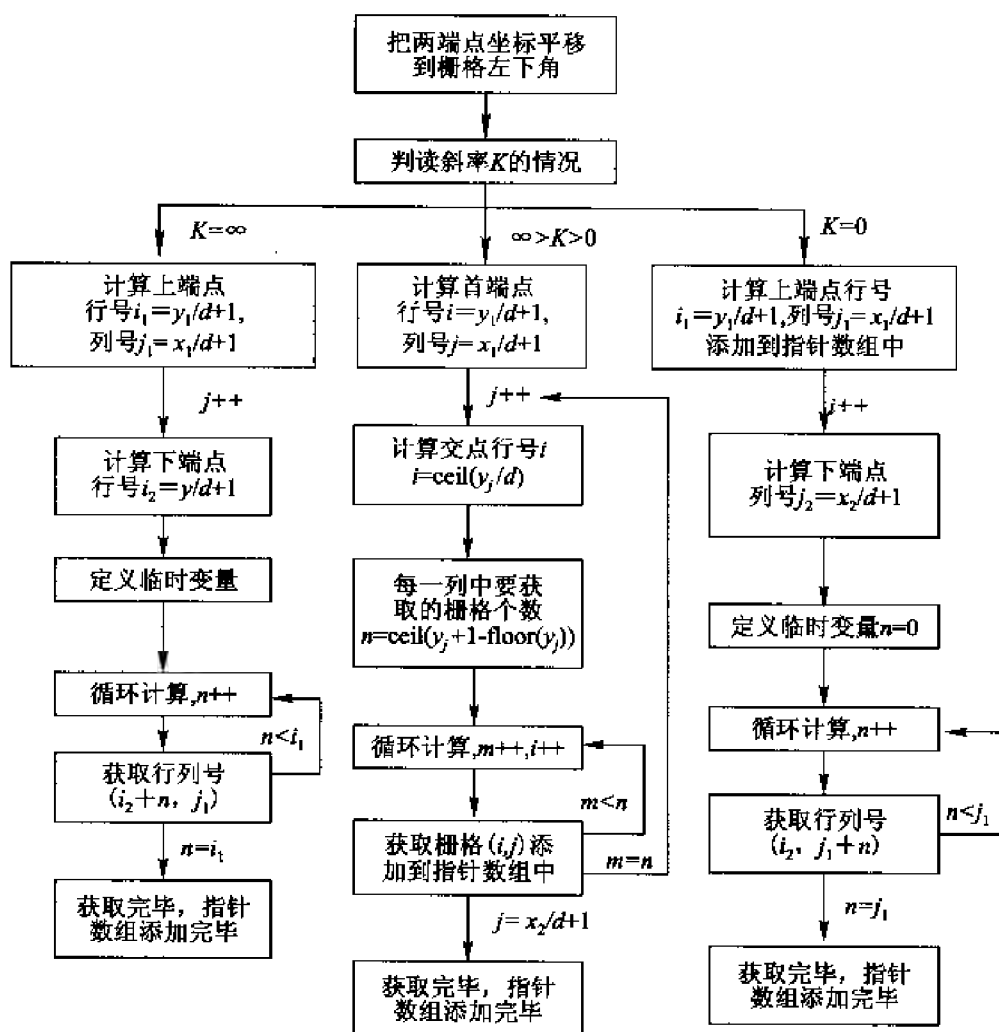 把两端点坐标平移
到栅格左下角
判读斜率K的情况
K=∞
∞>K>0
K=0
计算上端点
行号i₁=y₁/d+1,
列号j₁=x₁/d+1
j++
计算下端点
行号i₂=y/d+1
定义临时变量
循环计算,n++
n<i₁
获取行列号
(i₂+n, j₁)
n=i₁
获取完毕，指针
数组添加完毕
计算首端点
行号i=y₁/d+1,
列号j=x₁/d+1
j++
计算交点行号i
i=ceil(yⱼ/d)
每一列中要获
取的栅格个数
n=ceil(yⱼ+1-floor(yⱼ))
循环计算,m++,i++
m<n
获取栅格(i,j)添
加到指针数组中
m=n
j=x₂/d+1
获取完毕，指针
数组添加完毕
计算上端点行号
i₁=y₁/d+1,列号j₁=x₁/d+1
添加到指针数组中
i++
计算下端点
列号j₂=x₂/d+1
定义临时变量n=0
循环计算,n++
n<j₁
获取行列号
(i₂, j₁+n)
n=j₁
获取完毕，指针
数组添加完毕